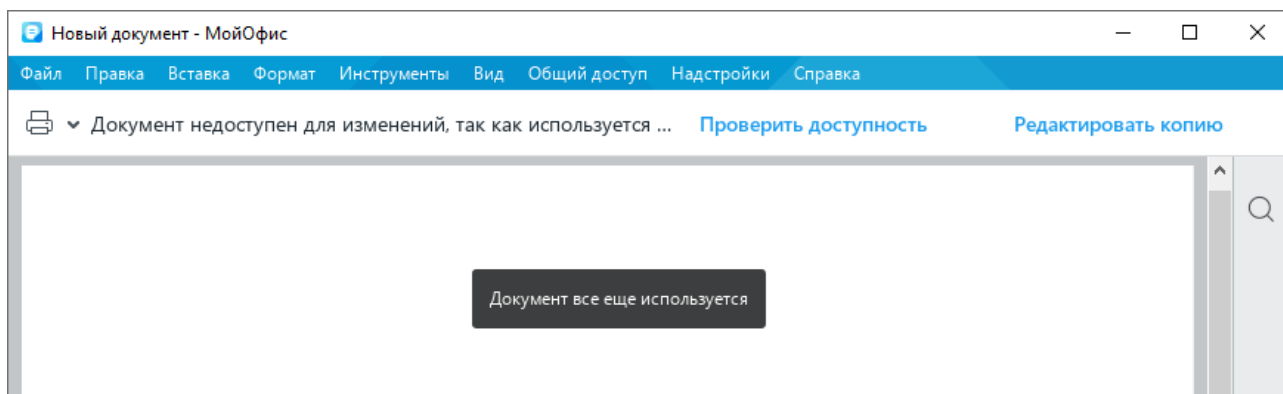 Новый документ - МойОфис
Файл Правка Вставка Формат Инструменты Вид Общий доступ Надстройки Справка
Документ недоступен для изменений, так как используется ... Проверить доступность Редактировать копию
Документ все еще используется